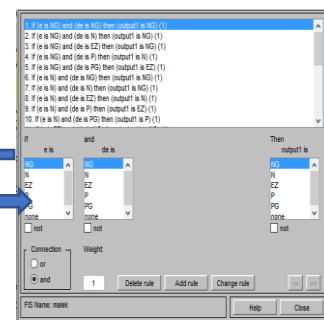 1. If (e is NG) and (de is NG) then (output1 is NG) (1)
2. If (e is NG) and (de is N) then (output1 is NG) (1)
3. If (e is NG) and (de is EZ) then (output1 is NG) (1)
4. If (e is NG) and (de is P) then (output1 is N) (1)
5. If (e is NG) and (de is PG) then (output1 is EZ) (1)
6. If (e is N) and (de is NG) then (output1 is NG) (1)
7. If (e is N) and (de is N) then (output1 is NG) (1)
8. If (e is N) and (de is EZ) then (output1 is N) (1)
9. If (e is N) and (de is P) then (output1 is EZ) (1)
10. If (e is N) and (de is PG) then (output1 is P) (1)
If and Then
e is de is output1 is
NG NG NG
N N N
EZ EZ EZ
P P
PG PG PG
none none none
not not not
Connection Weight:
or
and 1 Delete rule Add rule Change rule << >>
FIS Name: malek Help Close